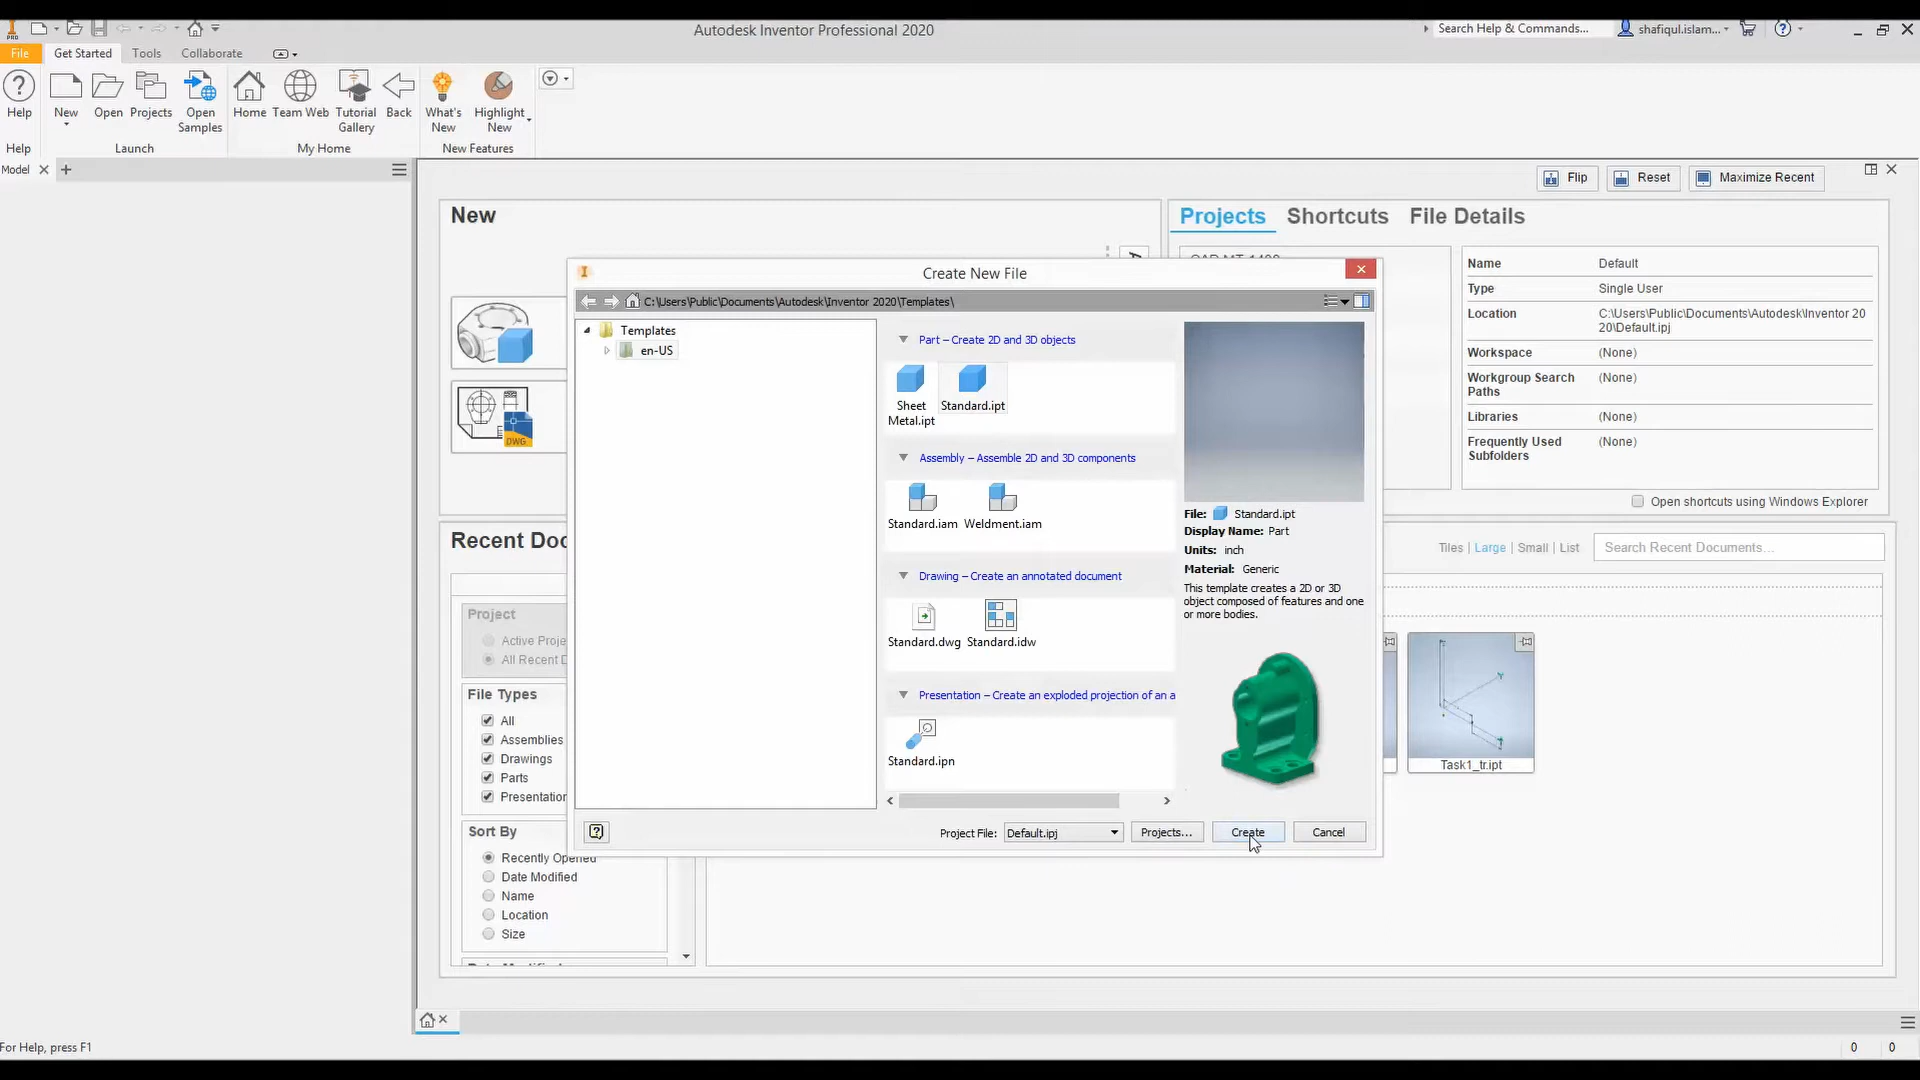 PRO
Autodesk Inventor Professional 2020
Search Help & Commands...
shafiqul.islam...
File
Get Started
Tools
Collaborate
Help
New
Open
Projects
Open
Samples
Home
Team Web
Tutorial
Gallery
Back
What's
New
Highlight
New
Help
Launch
My Home
New Features
Model
Flip
Reset
Maximize Recent
New
Projects
Shortcuts
File Details
Name
Default
Type
Single User
Location
C:\Users\Public\Documents\Autodesk\Inventor 20
20\Default.ipj
Workspace
(None)
Workgroup Search
Paths
(None)
Libraries
(None)
Frequently Used
Subfolders
(None)
Open shortcuts using Windows Explorer
DWG
Create New File
C:\Users\Public\Documents\Autodesk\Inventor 2020\Templates\
Templates
en-US
Part – Create 2D and 3D objects
Sheet
Metal.ipt
Standard.ipt
Assembly – Assemble 2D and 3D components
Standard.iam
Weldment.iam
Drawing – Create an annotated document
Standard.dwg
Standard.idw
Presentation – Create an exploded projection of an a
Standard.ipn
File: Standard.ipt
Display Name: Part
Units: inch
Material: Generic
This template creates a 2D or 3D
object composed of features and one
or more bodies.
Project File:
Default.ipj
Projects...
Create
Cancel
Recent Doc
Tiles | Large | Small | List
Search Recent Documents...
Project
Active Proje
All Recent D
File Types
All
Assemblies
Drawings
Parts
Presentation
Sort By
Recently Opened
Date Modified
Name
Location
Size
Task1_tr.ipt
For Help, press F1
0
0